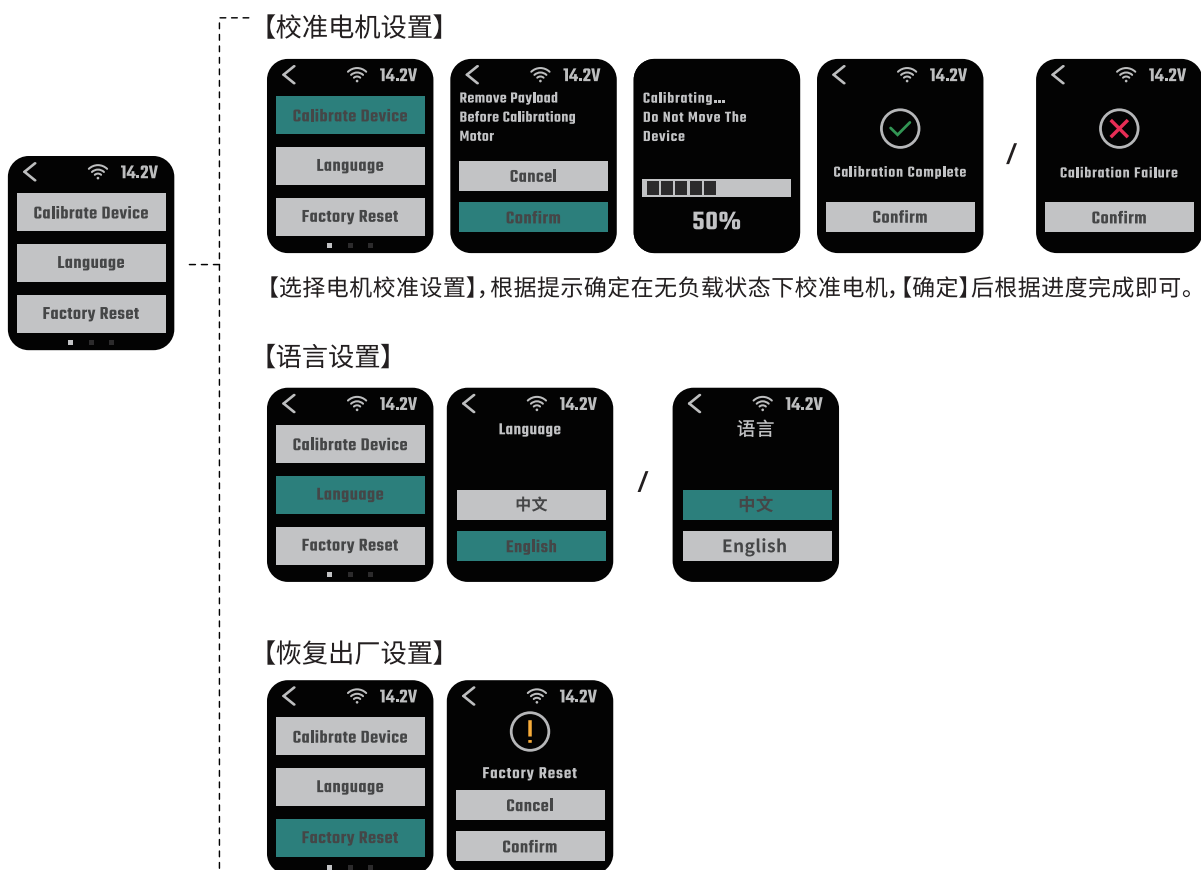 14.2V
Calibrate Device
Language
Factory Reset
【校准电机设置】
14.2V
Calibrate Device
Language
Factory Reset
14.2V
Remove Payload
Before Calibrationg
Motor
Cancel
Confirm
Calibrating...
Do Not Move The
Device
50%
14.2V
Calibration Complete
Confirm
/
14.2V
Calibration Failure
Confirm
【选择电机校准设置】，根据提示确定在无负载状态下校准电机，【确定】后根据进度完成即可。
【语言设置】
14.2V
Calibrate Device
Language
Factory Reset
14.2V
Language
中文
English
/
14.2V
语言
中文
English
【恢复出厂设置】
14.2V
Calibrate Device
Language
Factory Reset
14.2V
Factory Reset
Cancel
Confirm